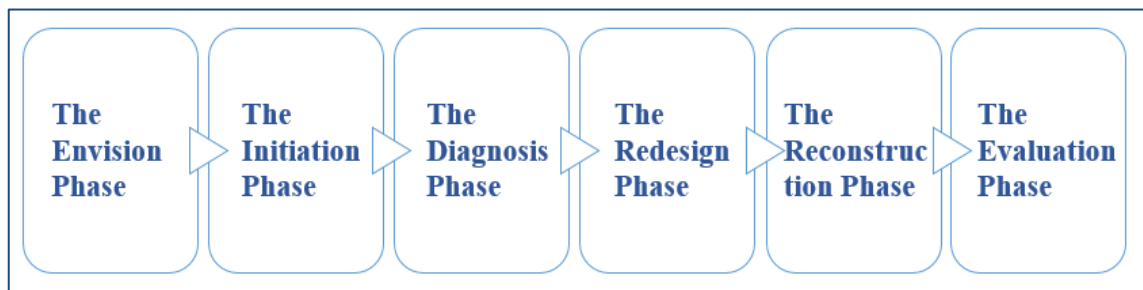 The
Envision
Phase
The
Initiation
Phase
The
Diagnosis
Phase
The
Redesign
Phase
The
Reconstruc
tion Phase
The
Evaluation
Phase